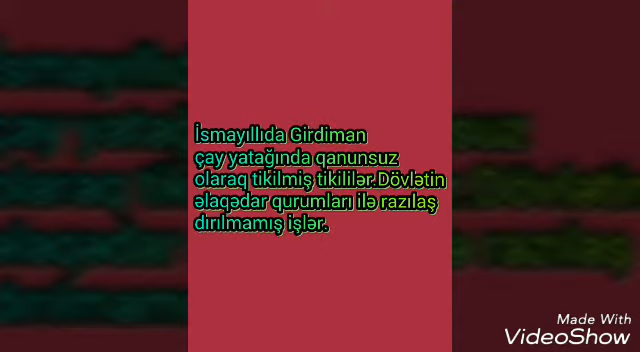 İsmayıllıda Girdiman
çay yatağında qanunsuz
olaraq tikilmiş tikililər.Dövlətin
əlaqədar qurumları ilə razılaş
dırılmamış işlər.
Made With
VideoShow